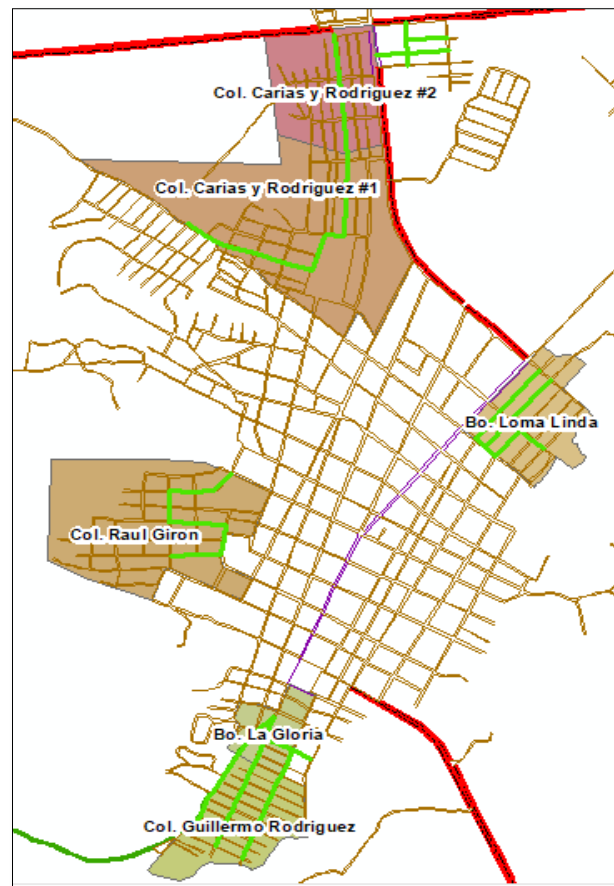 Col. Carias y Rodriguez #2
Col. Carias y Rodriguez #1
Bo. Loma Linda
Col. Raul Giron
Bo. La Gloria
Col. Guillermo Rodriguez